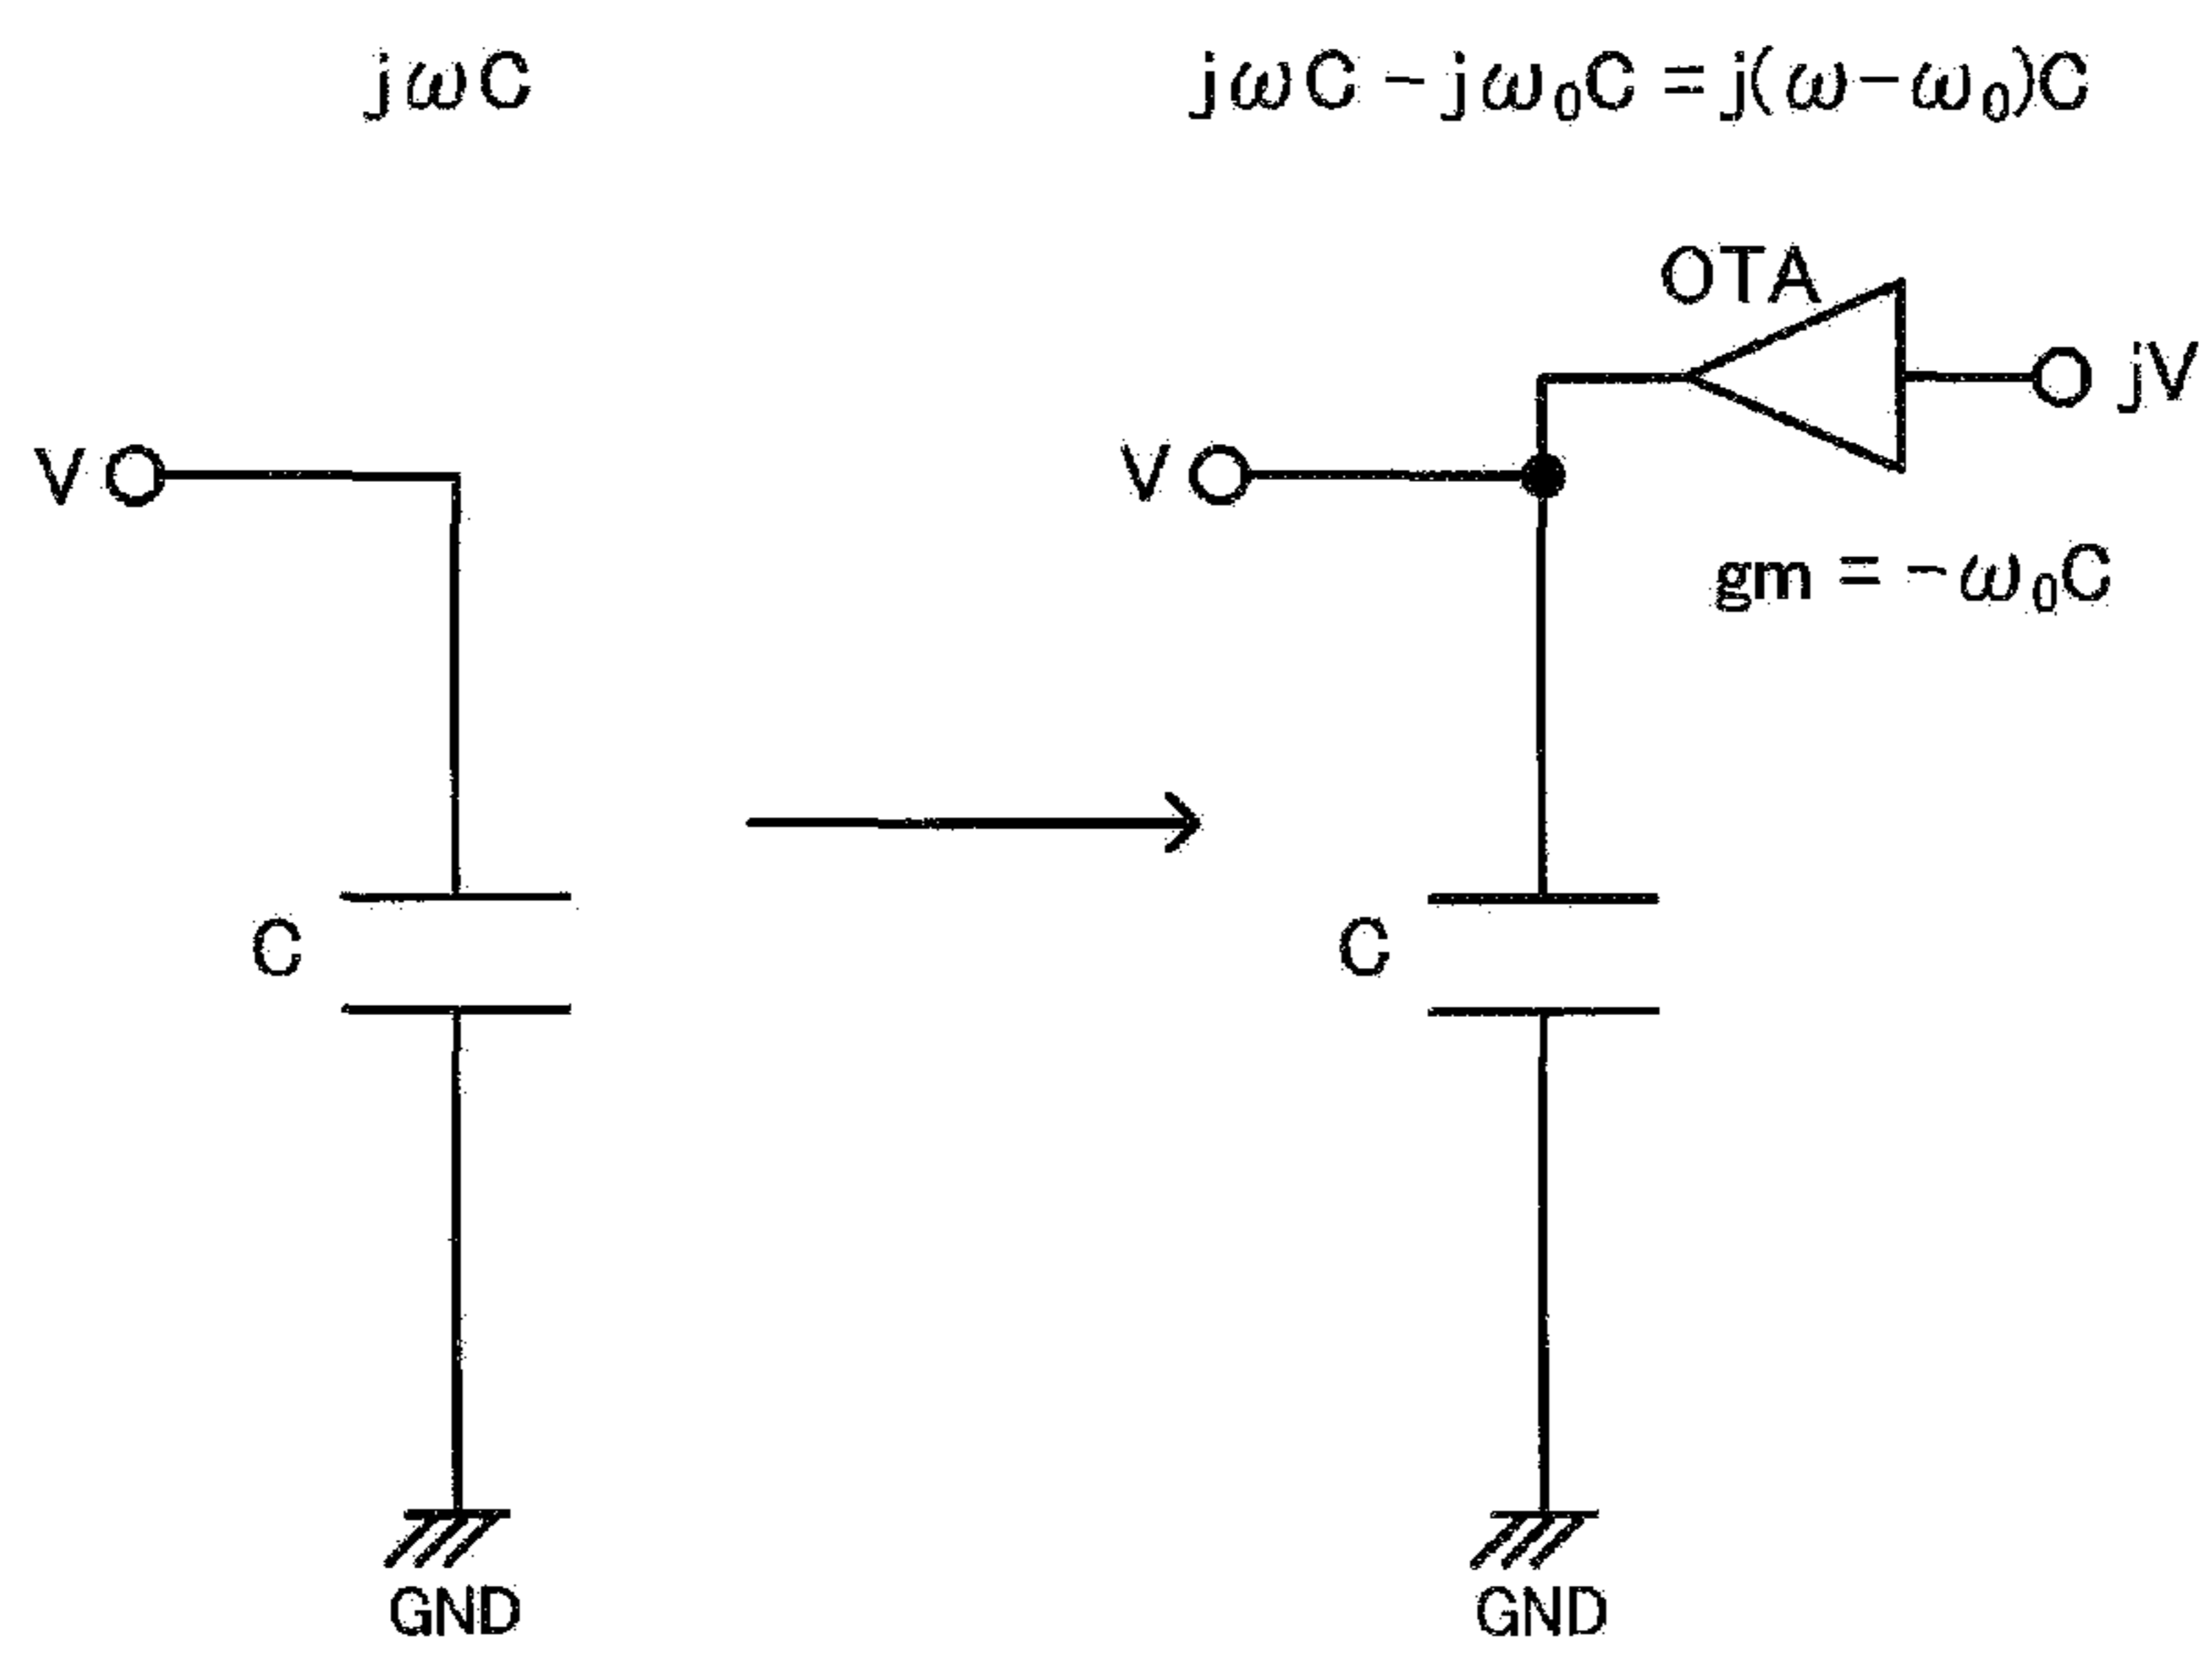 jωC
jωC - jω₀C = j(ω-ω₀)C
OTA
jV
V
V
gm = -ω₀C
C
C
GND
GND